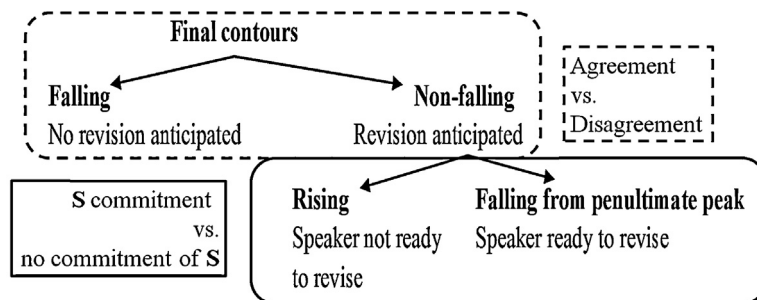 Final contours
Falling
No revision anticipated
Non-falling
Revision anticipated
Agreement
vs.
Disagreement
S commitment
vs.
no commitment of S
Rising
Speaker not ready
to revise
Falling from penultimate peak
Speaker ready to revise